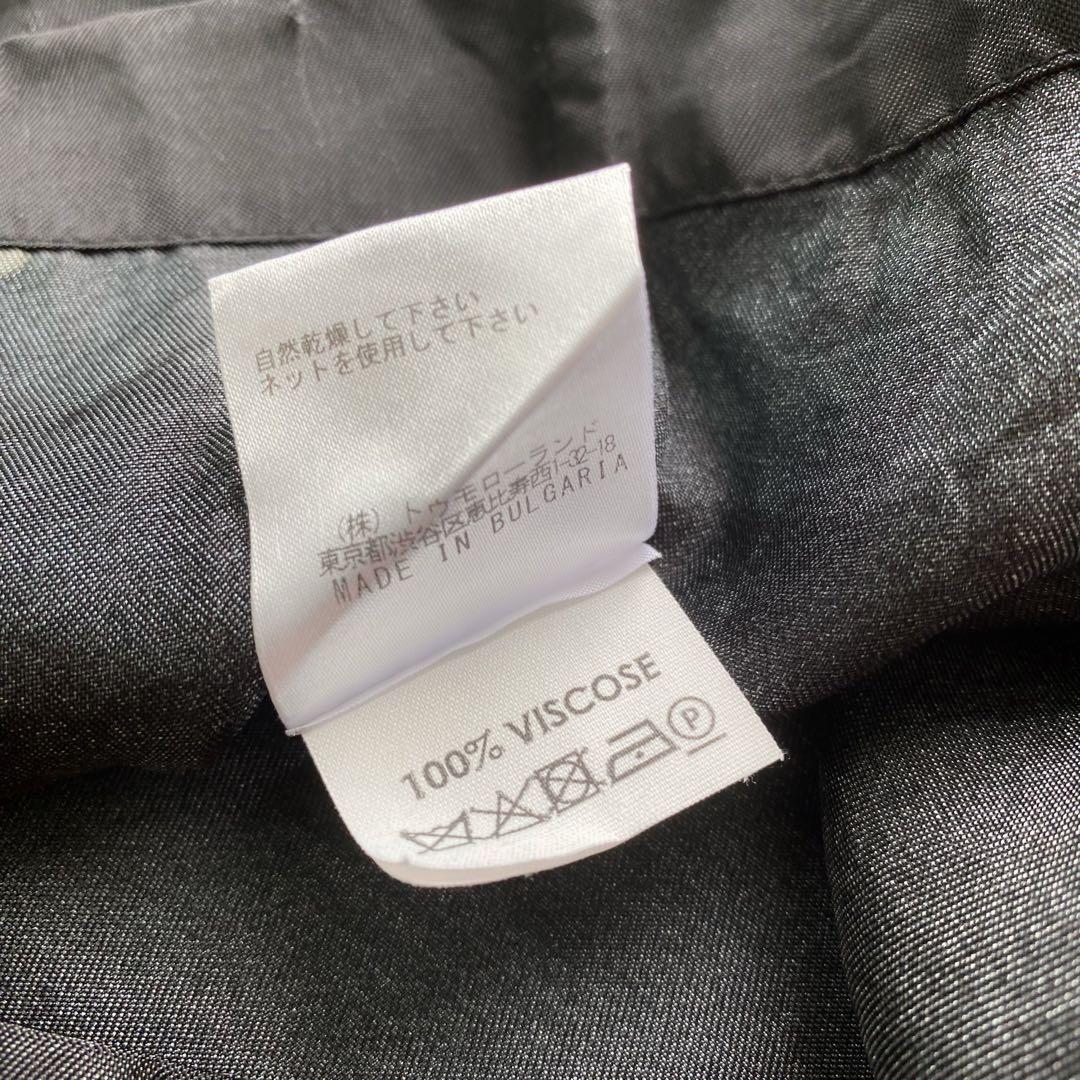 自然乾燥して下さい
ネットを使用して下さい
(株) トゥモローランド
東京都渋谷区恵比寿西1-32-18
MADE IN BULGARIA
100% VISCOSE
P